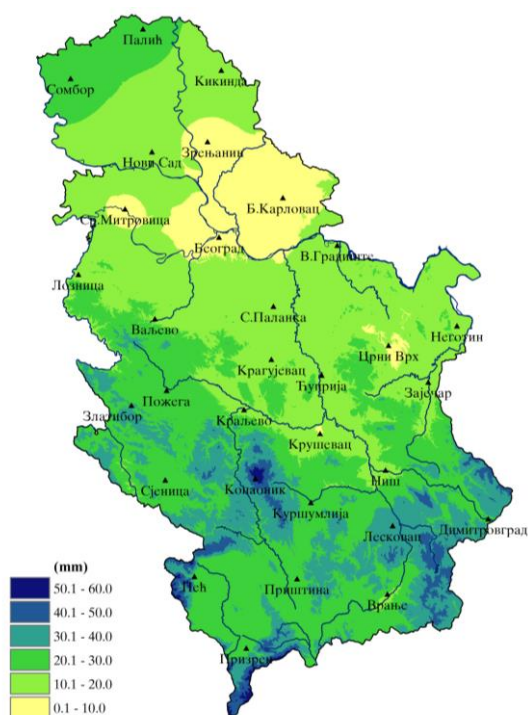 Палић
Кикинда
Сомбор
Зрењанин
Нови Сад
Б.Карловац
Ср.Митровица
Београд
В.Градиште
Лозница
С.Паланка
Ваљево
Неготин
Црни Врх
Крагујевац
Ћуприја
Зајечар
Пожега
Златибор
Краљево
Крушевац
Ниш
Сјеница
Копаоник
Куршумлија
Димитровград
Лесковац
(mm)
Пећ
Приштина
50.1 - 60.0
Врање
40.1 - 50.0
30.1 - 40.0
20.1 - 30.0
Призрен
10.1 - 20.0
0.1 - 10.0